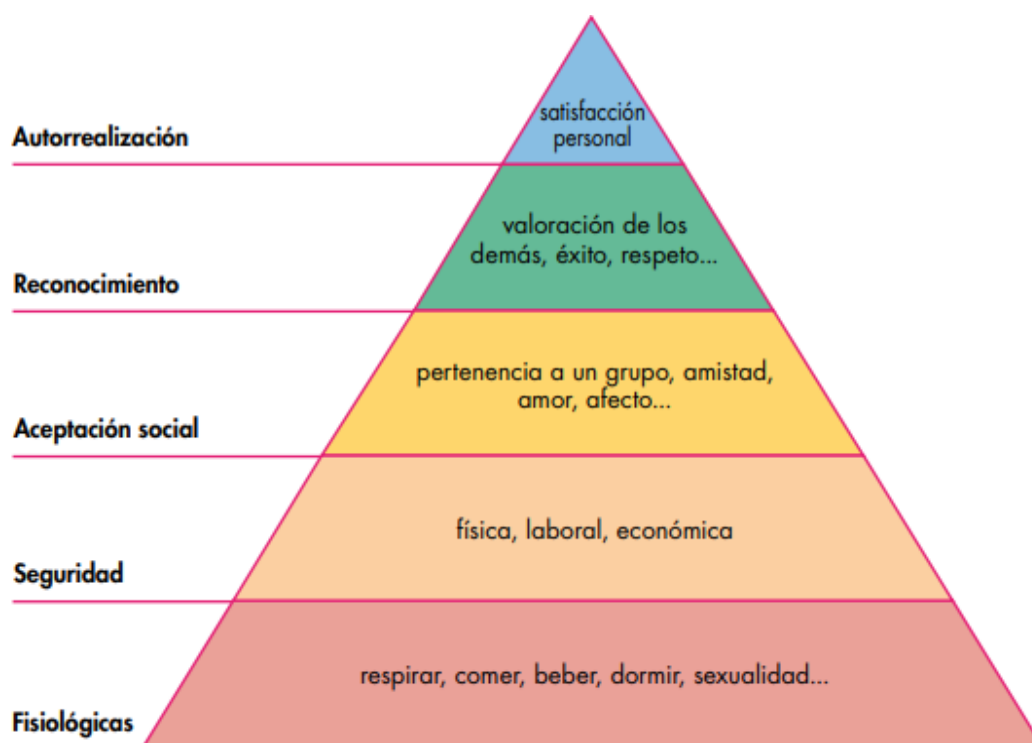 satisfacción
personal
Autorrealización
valoración de los
demás, éxito, respeto...
Reconocimiento
pertenencia a un grupo, amistad,
amor, afecto...
Aceptación social
física, laboral, económica
Seguridad
respirar, comer, beber, dormir, sexualidad...
Fisiológicas